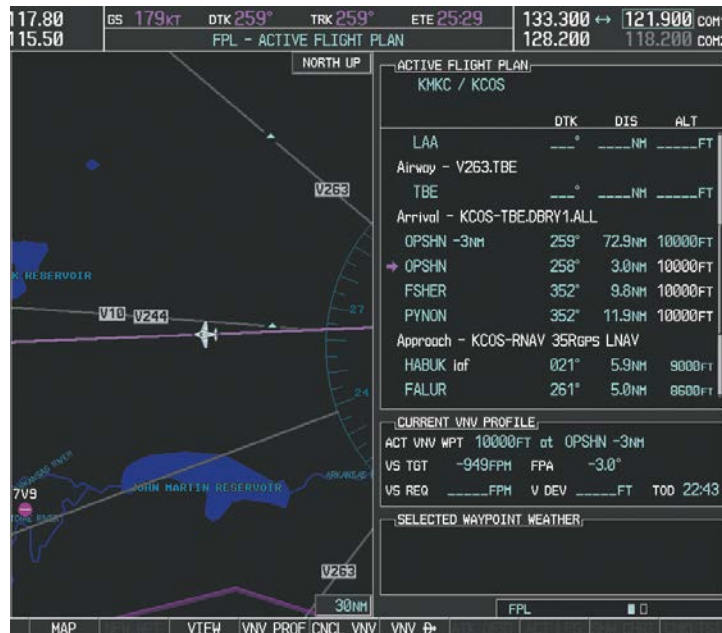 117.80 GS 179KT DTK 259° TRK 259° ETE 25:29 133.300 ↔ 121.900 COM1
115.50 FPL - ACTIVE FLIGHT PLAN 128.200 118.200 COM2
NORTH UP
V263
K RESERVOIR
V10 V244
27
24
ARKANSAS RIVER
JOHN MARTIN RESERVOIR
ARKANSAS
7V9
V263
30NM
ACTIVE FLIGHT PLAN
KMKC / KCOS
DTK DIS ALT
LAA ___° ____NM _____FT
Airway - V263.TBE
TBE ___° ____NM _____FT
Arrival - KCOS-TBE.DBRY1.ALL
OPSHN -3NM 259° 72.9NM 10000FT
OPSHN 258° 3.0NM 10000FT
FSHER 352° 9.8NM 10000FT
PYNON 352° 11.9NM 10000FT
Approach - KCOS-RNAV 35RGPS LNAV
HABUK iaf 021° 5.9NM 9000FT
FALUR 261° 5.0NM 8600FT
CURRENT VNV PROFILE
ACT VNV WPT 10000FT at OPSHN -3NM
VS TGT -949FPM FPA -3.0°
VS REQ _____FPM V DEV _____FT TOD 22:43
SELECTED WAYPOINT WEATHER
FPL
MAP VIEW VNV PROF CNCL VNV VNV D→